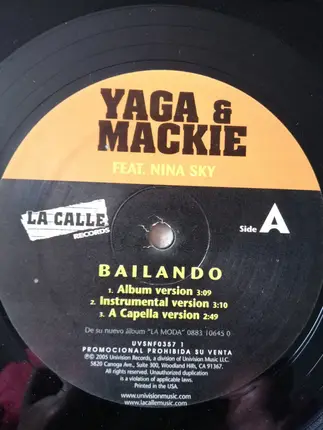 YAGA &
MACKIE
FEAT. NINA SKY
LA CALLE
RECORDS
Side A
BAILANDO
1. Album version 3:09
2. Instrumental version 3:10
3. A Capella version 2:49
De su nuevo álbum "LA MODA" 0883 10645 0
UVSNF0357 1
PROMOCIONAL PROHIBIDA SU VENTA
℗ © 2005 Univision Records, a division of Univision Music LLC.
5820 Canoga Ave., Suite 300, Woodland Hills, CA 91367.
All Rights Reserved. Unauthorized duplication
is a violation of applicable laws.
Printed in the USA.
www.univisionmusic.com
www.lacallemusic.com